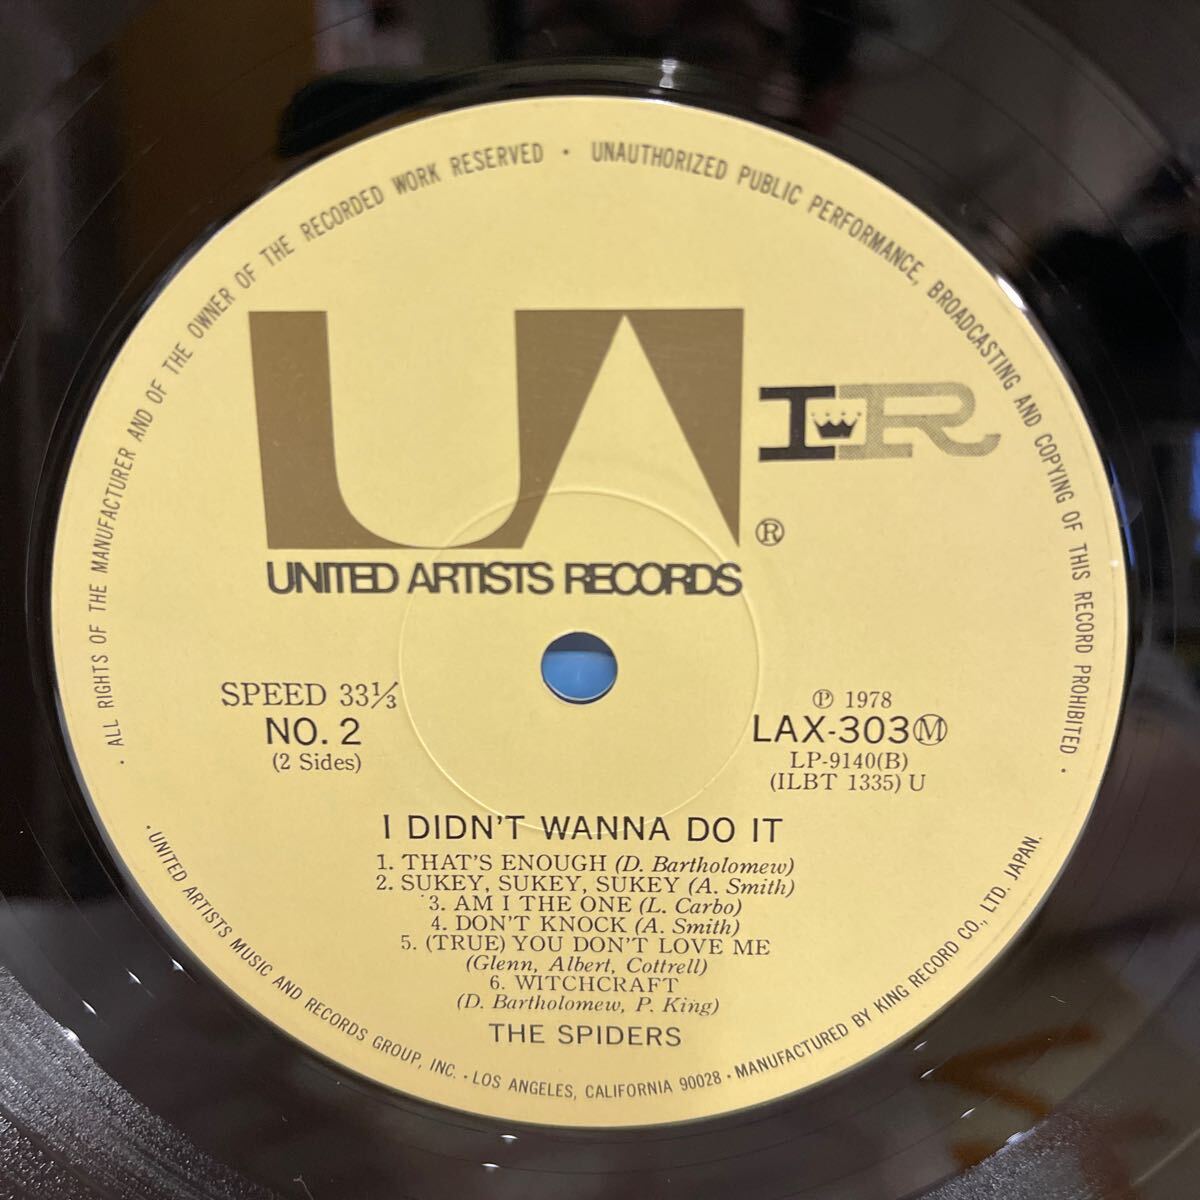 ALL RIGHTS OF THE MANUFACTURER AND OF THE OWNER OF THE RECORDED WORK RESERVED · UNAUTHORIZED PUBLIC PERFORMANCE, BROADCASTING AND COPYING OF THIS RECORD PROHIBITED ·
UA
IR
®
UNITED ARTISTS RECORDS
SPEED 33⅓
NO. 2
(2 Sides)
℗ 1978
LAX-303Ⓜ
LP-9140(B)
(ILBT 1335) U
I DIDN'T WANNA DO IT
1. THAT'S ENOUGH (D. Bartholomew)
2. SUKEY, SUKEY, SUKEY (A. Smith)
3. AM I THE ONE (L. Carbo)
4. DON'T KNOCK (A. Smith)
5. (TRUE) YOU DON'T LOVE ME
(Glenn, Albert, Cottrell)
6. WITCHCRAFT
(D. Bartholomew, P. King)
THE SPIDERS
· UNITED ARTISTS MUSIC AND RECORDS GROUP, INC. · LOS ANGELES, CALIFORNIA 90028 · MANUFACTURED BY KING RECORD CO., LTD. JAPAN.